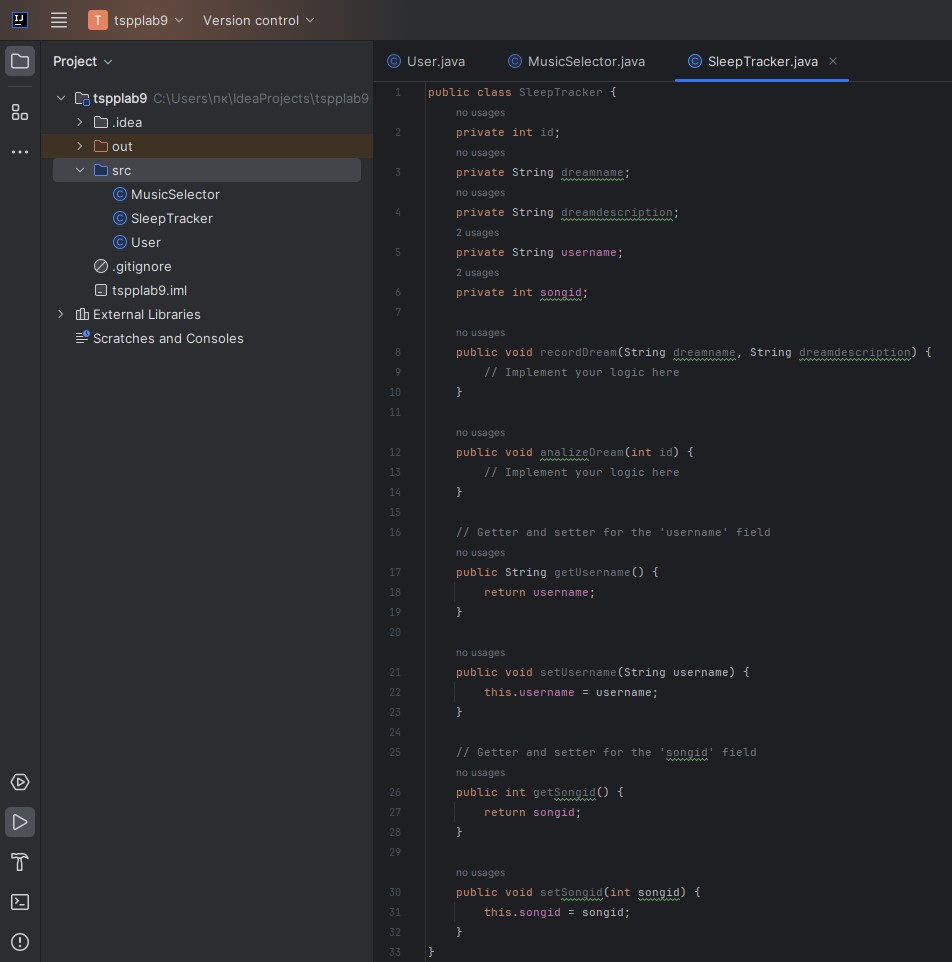 IJ
T tspplab9 Version control
Project
User.java MusicSelector.java SleepTracker.java
tspplab9 C:\Users\пк\IdeaProjects\tspplab9
.idea
out
src
MusicSelector
SleepTracker
User
.gitignore
tspplab9.iml
External Libraries
Scratches and Consoles
1 public class SleepTracker {
no usages
2 private int id;
no usages
3 private String dreamname;
no usages
4 private String dreamdescription;
2 usages
5 private String username;
2 usages
6 private int songid;
7
no usages
8 public void recordDream(String dreamname, String dreamdescription) {
9 // Implement your logic here
10 }
11
no usages
12 public void analizeDream(int id) {
13 // Implement your logic here
14 }
15
16 // Getter and setter for the 'username' field
no usages
17 public String getUsername() {
18 return username;
19 }
20
no usages
21 public void setUsername(String username) {
22 this.username = username;
23 }
24
25 // Getter and setter for the 'songid' field
no usages
26 public int getSongid() {
27 return songid;
28 }
29
no usages
30 public void setSongid(int songid) {
31 this.songid = songid;
32 }
33 }